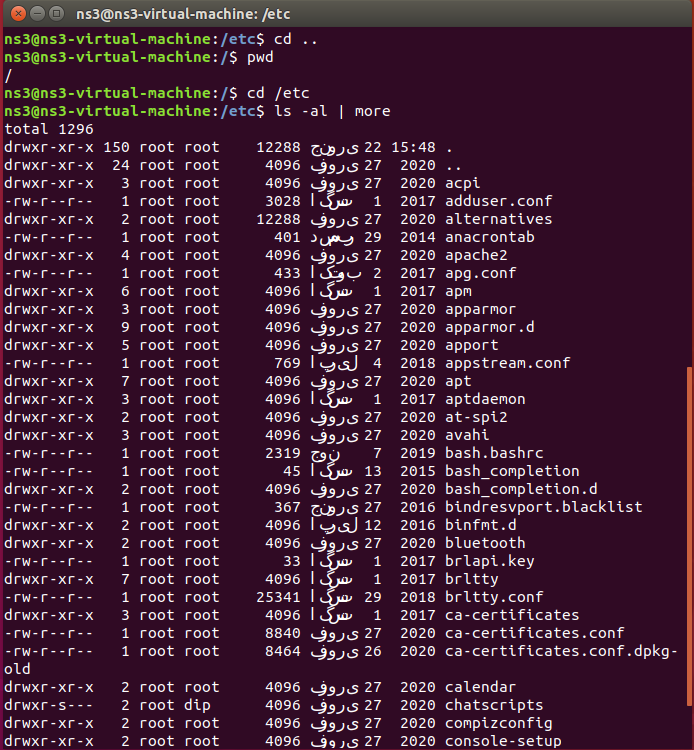 ns3@ns3-virtual-machine: /etc
ns3@ns3-virtual-machine:/etc$ cd ..
ns3@ns3-virtual-machine:/$ pwd
/
ns3@ns3-virtual-machine:/$ cd /etc
ns3@ns3-virtual-machine:/etc$ ls -al | more
total 1296
drwxr-xr-x 150 root root 12288 جنوری 22 15:48 .
drwxr-xr-x 24 root root 4096 فروری 27 2020 ..
drwxr-xr-x 3 root root 4096 فروری 27 2020 acpi
-rw-r--r-- 1 root root 3028 اگست 1 2017 adduser.conf
drwxr-xr-x 2 root root 12288 فروری 27 2020 alternatives
-rw-r--r-- 1 root root 401 دسمبر 29 2014 anacrontab
drwxr-xr-x 4 root root 4096 فروری 27 2020 apache2
-rw-r--r-- 1 root root 433 اکتوبر 2 2017 apg.conf
drwxr-xr-x 6 root root 4096 اگست 1 2017 apm
drwxr-xr-x 3 root root 4096 فروری 27 2020 apparmor
drwxr-xr-x 9 root root 4096 فروری 27 2020 apparmor.d
drwxr-xr-x 5 root root 4096 فروری 27 2020 apport
-rw-r--r-- 1 root root 769 اپریل 4 2018 appstream.conf
drwxr-xr-x 7 root root 4096 فروری 27 2020 apt
drwxr-xr-x 3 root root 4096 اگست 1 2017 aptdaemon
drwxr-xr-x 2 root root 4096 فروری 27 2020 at-spi2
drwxr-xr-x 3 root root 4096 فروری 27 2020 avahi
-rw-r--r-- 1 root root 2319 جون 7 2019 bash.bashrc
-rw-r--r-- 1 root root 45 اگست 13 2015 bash_completion
drwxr-xr-x 2 root root 4096 فروری 27 2020 bash_completion.d
-rw-r--r-- 1 root root 367 جنوری 27 2016 bindresvport.blacklist
drwxr-xr-x 2 root root 4096 اپریل 12 2016 binfmt.d
drwxr-xr-x 2 root root 4096 فروری 27 2020 bluetooth
-rw-r--r-- 1 root root 33 اگست 1 2017 brlapi.key
drwxr-xr-x 7 root root 4096 اگست 1 2017 brltty
-rw-r--r-- 1 root root 25341 اگست 29 2018 brltty.conf
drwxr-xr-x 3 root root 4096 اگست 1 2017 ca-certificates
-rw-r--r-- 1 root root 8840 فروری 27 2020 ca-certificates.conf
-rw-r--r-- 1 root root 8464 فروری 26 2020 ca-certificates.conf.dpkg-
old
drwxr-xr-x 2 root root 4096 فروری 27 2020 calendar
drwxr-s--- 2 root dip 4096 فروری 27 2020 chatscripts
drwxr-xr-x 2 root root 4096 فروری 27 2020 compizconfig
drwxr-xr-x 2 root root 4096 فروری 27 2020 console-setup